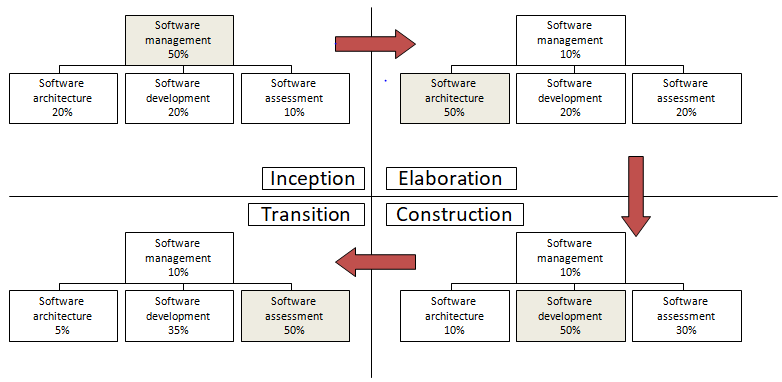 Software
management
50%
Software
architecture
20%
Software
development
20%
Software
assessment
10%
Inception
Software
management
10%
Software
architecture
50%
Software
development
20%
Software
assessment
20%
Elaboration
Transition
Software
management
10%
Software
architecture
5%
Software
development
35%
Software
assessment
50%
Construction
Software
management
10%
Software
architecture
10%
Software
development
50%
Software
assessment
30%